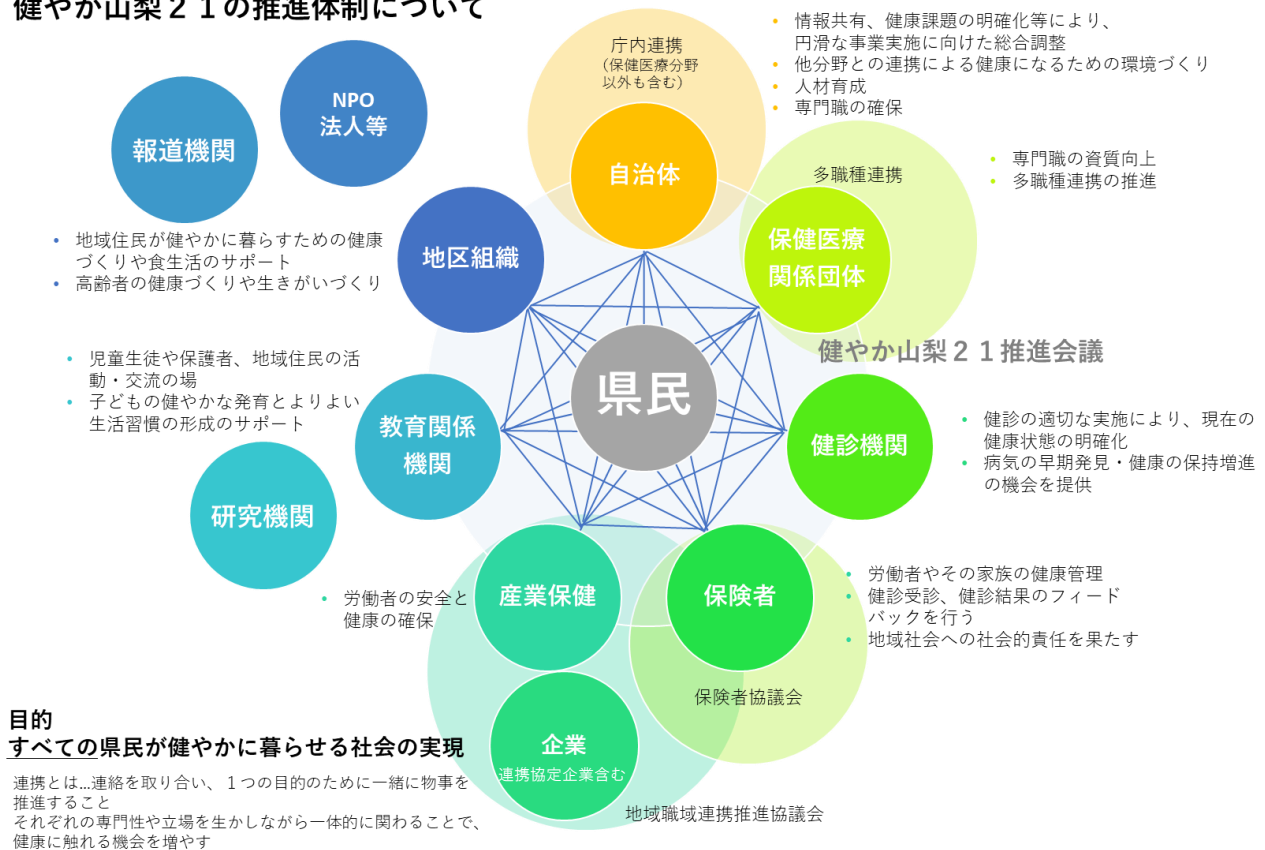 健やか山梨２１の推進体制について
庁内連携
(保健医療分野
以外も含む)
自治体
• 情報共有、健康課題の明確化等により、
円滑な事業実施に向けた総合調整
• 他分野との連携による健康になるための環境づくり
• 人材育成
• 専門職の確保
NPO
法人等
報道機関
多職種連携
保健医療
関係団体
• 専門職の資質向上
• 多職種連携の推進
地区組織
• 地域住民が健やかに暮らすための健康
づくりや食生活のサポート
• 高齢者の健康づくりや生きがいづくり
健やか山梨２１推進会議
県民
• 児童生徒や保護者、地域住民の活
動・交流の場
• 子どもの健やかな発育とよりよい
生活習慣の形成のサポート
教育関係
機関
健診機関
• 健診の適切な実施により、現在の
健康状態の明確化
• 病気の早期発見・健康の保持増進
の機会を提供
研究機関
• 労働者の安全と
健康の確保
産業保健
保険者
• 労働者やその家族の健康管理
• 健診受診、健診結果のフィード
バックを行う
• 地域社会への社会的責任を果たす
保険者協議会
企業
連携協定企業含む
地域職域連携推進協議会
目的
すべての県民が健やかに暮らせる社会の実現
連携とは…連絡を取り合い、１つの目的のために一緒に物事を
推進すること
それぞれの専門性や立場を生かしながら一体的に関わることで、
健康に触れる機会を増やす